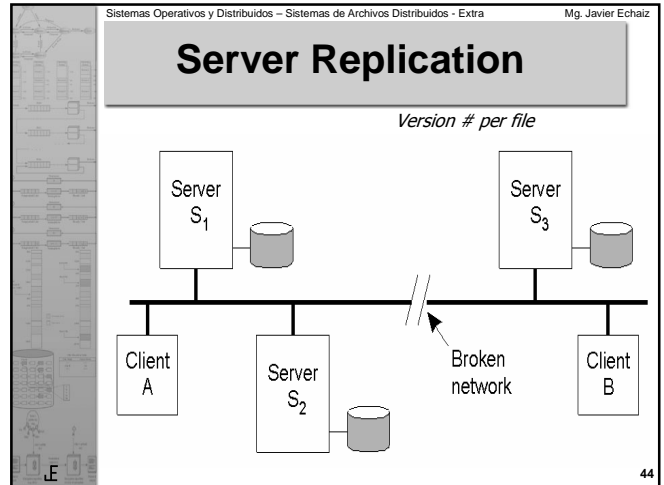 Sistemas Operativos y Distribuidos – Sistemas de Archivos Distribuidos - Extra
Mg. Javier Echaiz
Server Replication
Version # per file
Server
S1
Server
S3
Client
A
Server
S2
Broken
network
Client
B
JE
44